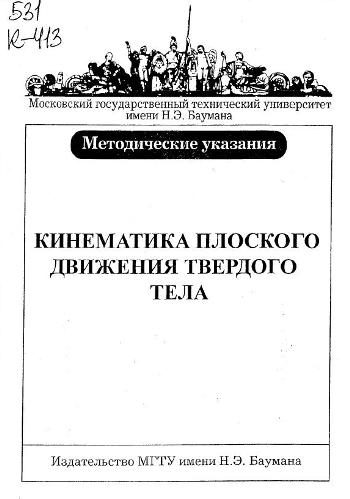 531
К-413
Московский государственный технический университет
имени Н.Э. Баумана
Методические указания
КИНЕМАТИКА ПЛОСКОГО
ДВИЖЕНИЯ ТВЕРДОГО
ТЕЛА
Издательство МГТУ имени Н.Э. Баумана